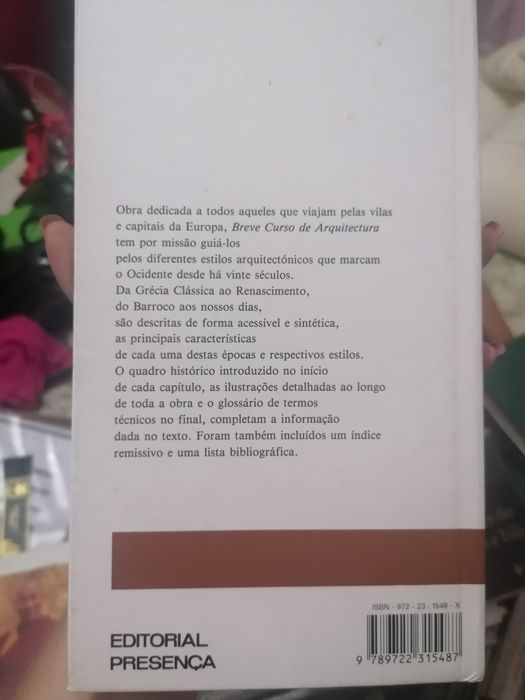 Obra dedicada a todos aqueles que viajam pelas vilas
e capitais da Europa, Breve Curso de Arquitectura
tem por missão guiá-los
pelos diferentes estilos arquitectónicos que marcam
o Ocidente desde há vinte séculos.
Da Grécia Clássica ao Renascimento,
do Barroco aos nossos dias,
são descritas de forma acessível e sintética,
as principais características
de cada uma destas épocas e respectivos estilos.
O quadro histórico introduzido no início
de cada capítulo, as ilustrações detalhadas ao longo
de toda a obra e o glossário de termos
técnicos no final, completam a informação
dada no texto. Foram também incluídos um índice
remissivo e uma lista bibliográfica.
ISBN - 972 - 23 - 1548 - X
9 789722 315487
EDITORIAL
PRESENÇA